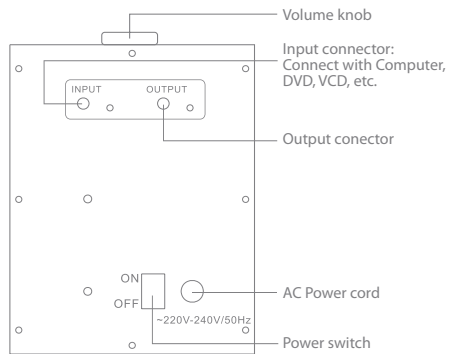 Volume knob
Input connector:
Connect with Computer,
DVD, VCD, etc.
INPUT OUTPUT
Output conector
ON
OFF
AC Power cord
~220V-240V/50Hz
Power switch